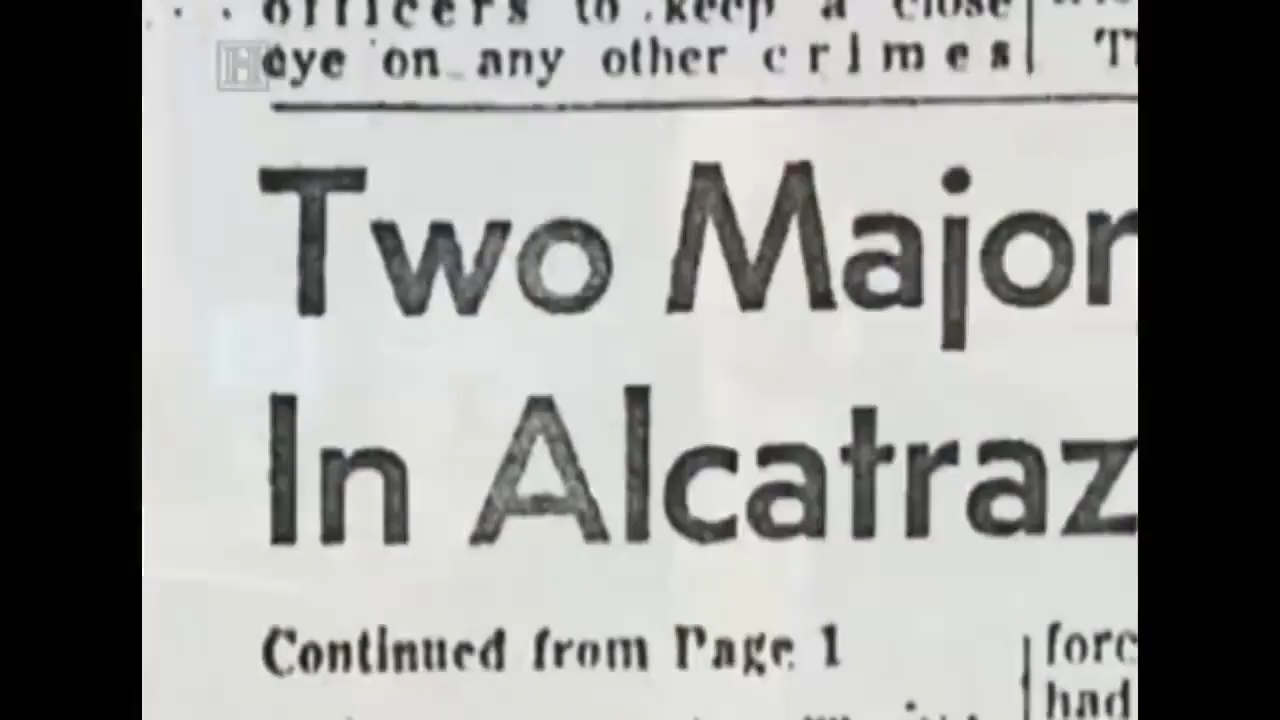 officers to keep a close
eye on any other crimes
Two Major
In Alcatraz
Continued from Page 1
forc
had